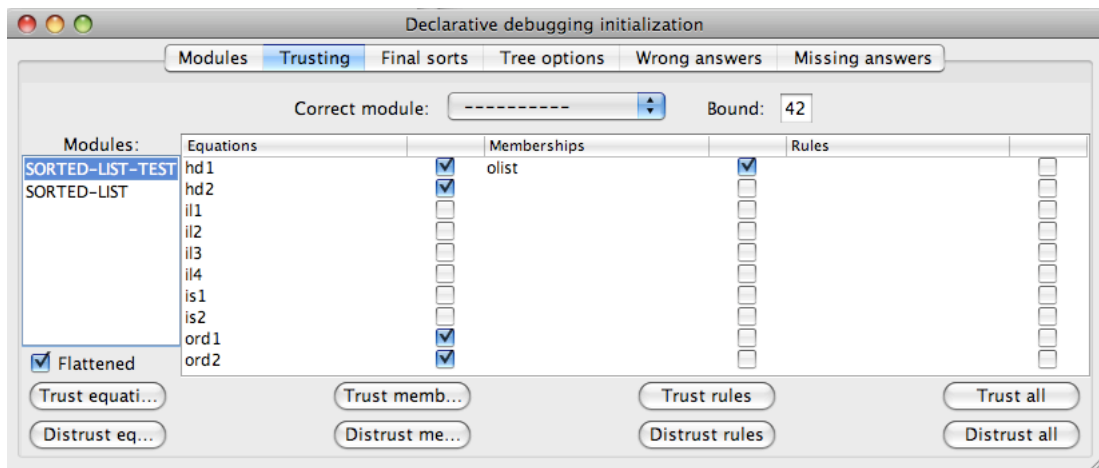 Declarative debugging initialization
Modules Trusting Final sorts Tree options Wrong answers Missing answers
Correct module: ---------- Bound: 42
Modules: Equations Memberships Rules
SORTED-LIST-TEST hd1 olist
SORTED-LIST hd2
il1
il2
il3
il4
is1
is2
ord1
Flattened ord2
Trust equati... Trust memb... Trust rules Trust all
Distrust eq... Distrust me... Distrust rules Distrust all